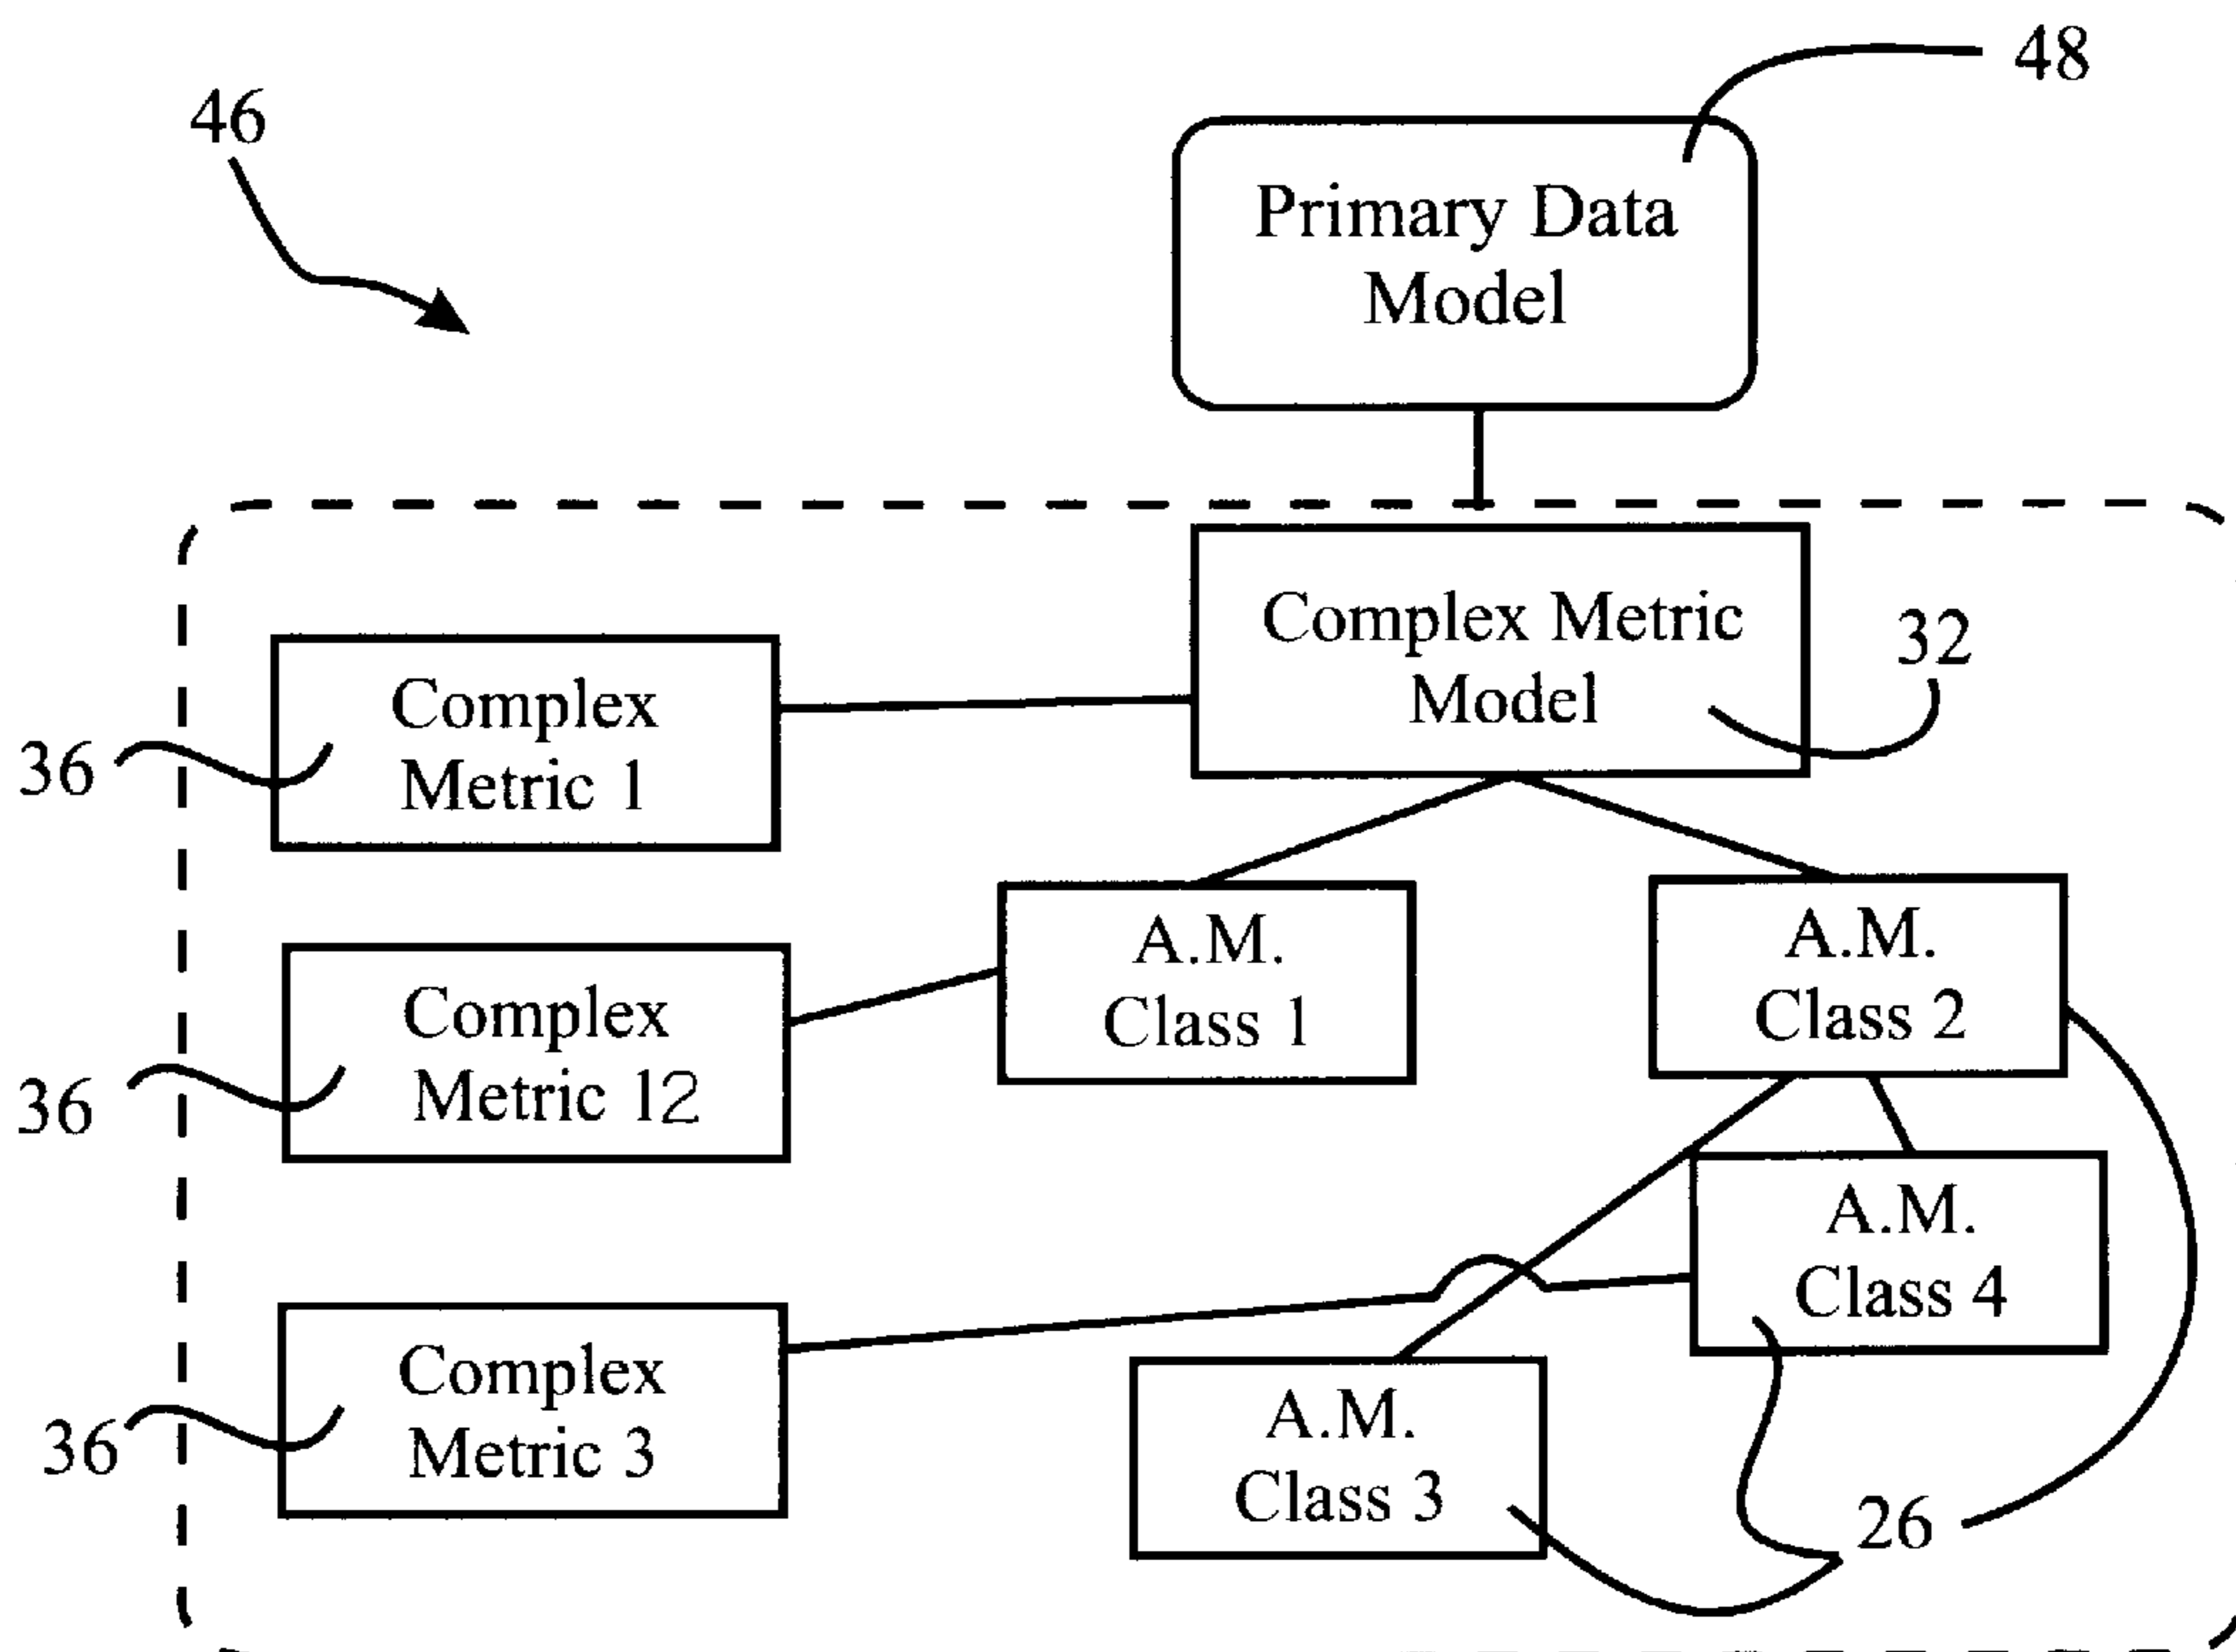 48
46
Primary Data
Model
Complex Metric
Model
32
Complex
Metric 1
36
A.M.
Class 1
A.M.
Class 2
Complex
Metric 12
36
A.M.
Class 4
Complex
Metric 3
36
A.M.
Class 3
26